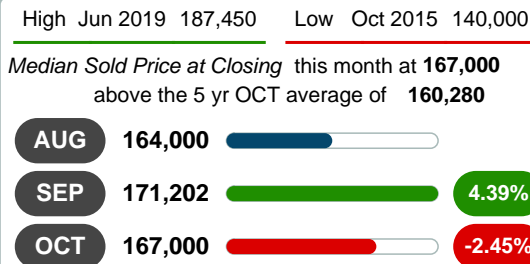 High Jun 2019 187,450 Low Oct 2015 140,000
Median Sold Price at Closing this month at 167,000
above the 5 yr OCT average of 160,280
AUG 164,000
SEP 171,202 4.39%
OCT 167,000 -2.45%